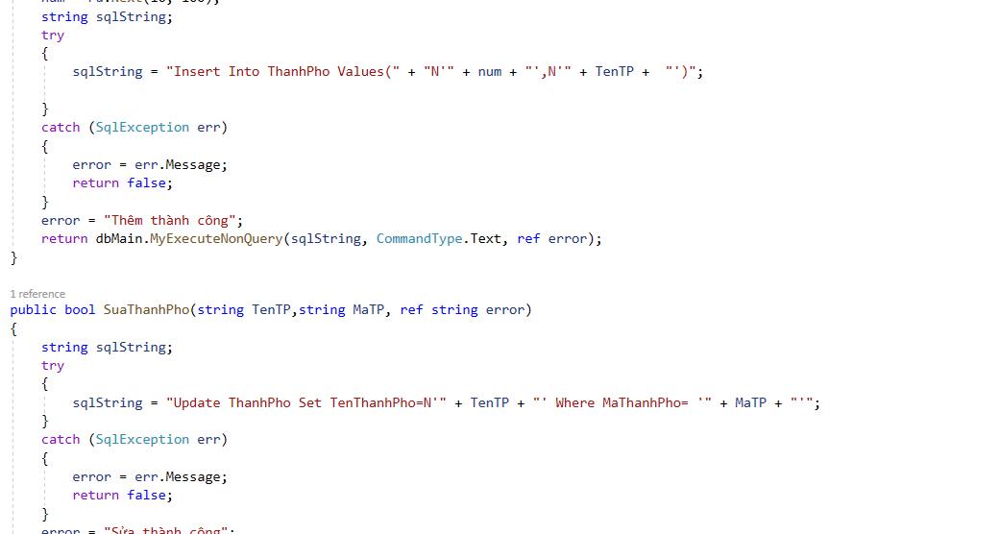 string sqlString;
try
{
sqlString = "Insert Into ThanhPho Values(" + "N'" + num + "',N'" + TenTP +  "')";
}
catch (SqlException err)
{
error = err.Message;
return false;
}
error = "Thêm thành công";
return dbMain.MyExecuteNonQuery(sqlString, CommandType.Text, ref error);
}
1 reference
public bool SuaThanhPho(string TenTP,string MaTP, ref string error)
{
string sqlString;
try
{
sqlString = "Update ThanhPho Set TenThanhPho=N'" + TenTP + "' Where MaThanhPho= '" + MaTP + "'";
}
catch (SqlException err)
{
error = err.Message;
return false;
}
error = "Sửa thành công";